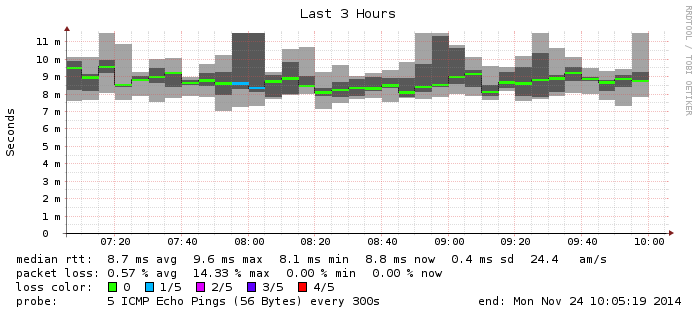 Last 3 Hours
RRDTOOL / TOBI OETIKER
Seconds
11 m
10 m
9 m
8 m
7 m
6 m
5 m
4 m
3 m
2 m
1 m
0
07:20 07:40 08:00 08:20 08:40 09:00 09:20 09:40 10:00
median rtt: 8.7 ms avg 9.6 ms max 8.1 ms min 8.8 ms now 0.4 ms sd 24.4 am/s
packet loss: 0.57 % avg 14.33 % max 0.00 % min 0.00 % now
loss color: 0 1/5 2/5 3/5 4/5
probe: 5 ICMP Echo Pings (56 Bytes) every 300s end: Mon Nov 24 10:05:19 2014